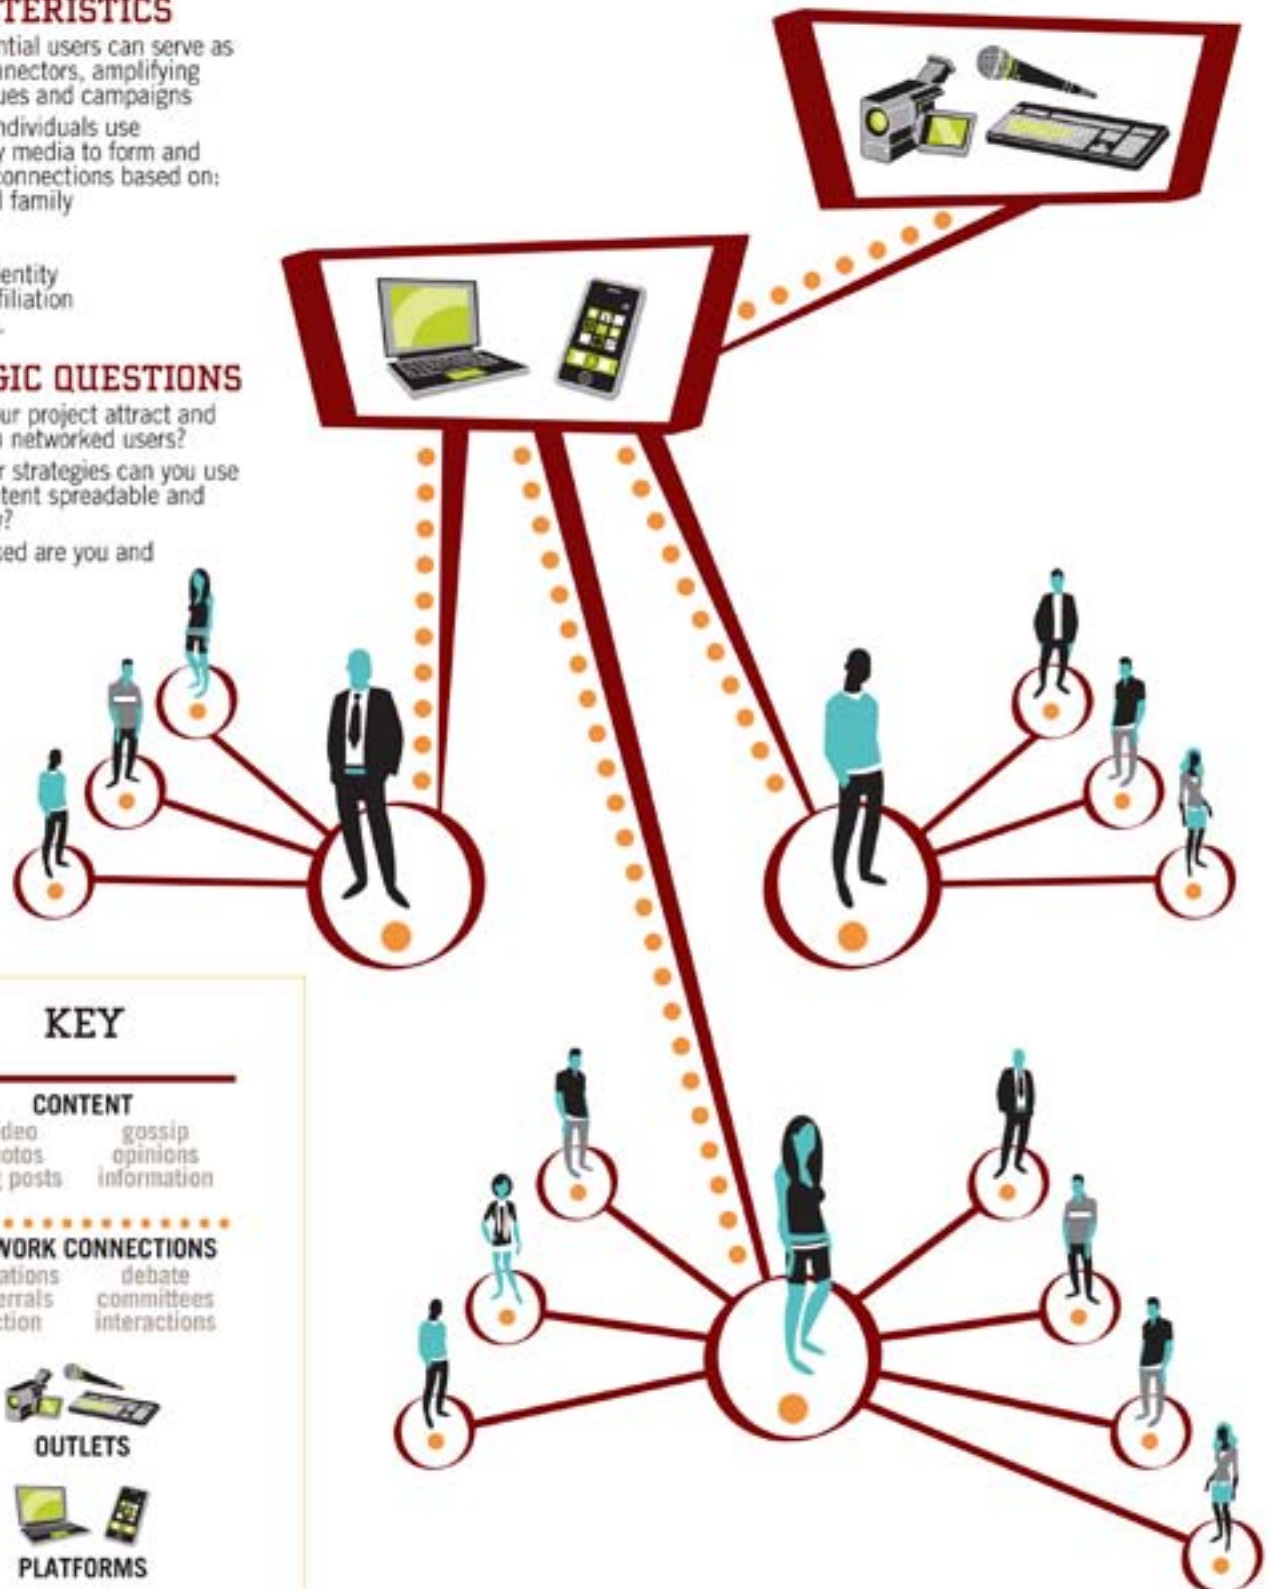 TERISTICS
ntial users can serve as
nnectors, amplifying
ues and campaigns
ndividuals use
y media to form and
connections based on:
l family
entity
filiation
GIC QUESTIONS
ur project attract and
n networked users?
r strategies can you use
tent spreadable and
y?
ked are you and
KEY
CONTENT
deo gossip
otos opinions
g posts information
WORK CONNECTIONS
ations debate
errals committees
ction interactions
OUTLETS
PLATFORMS